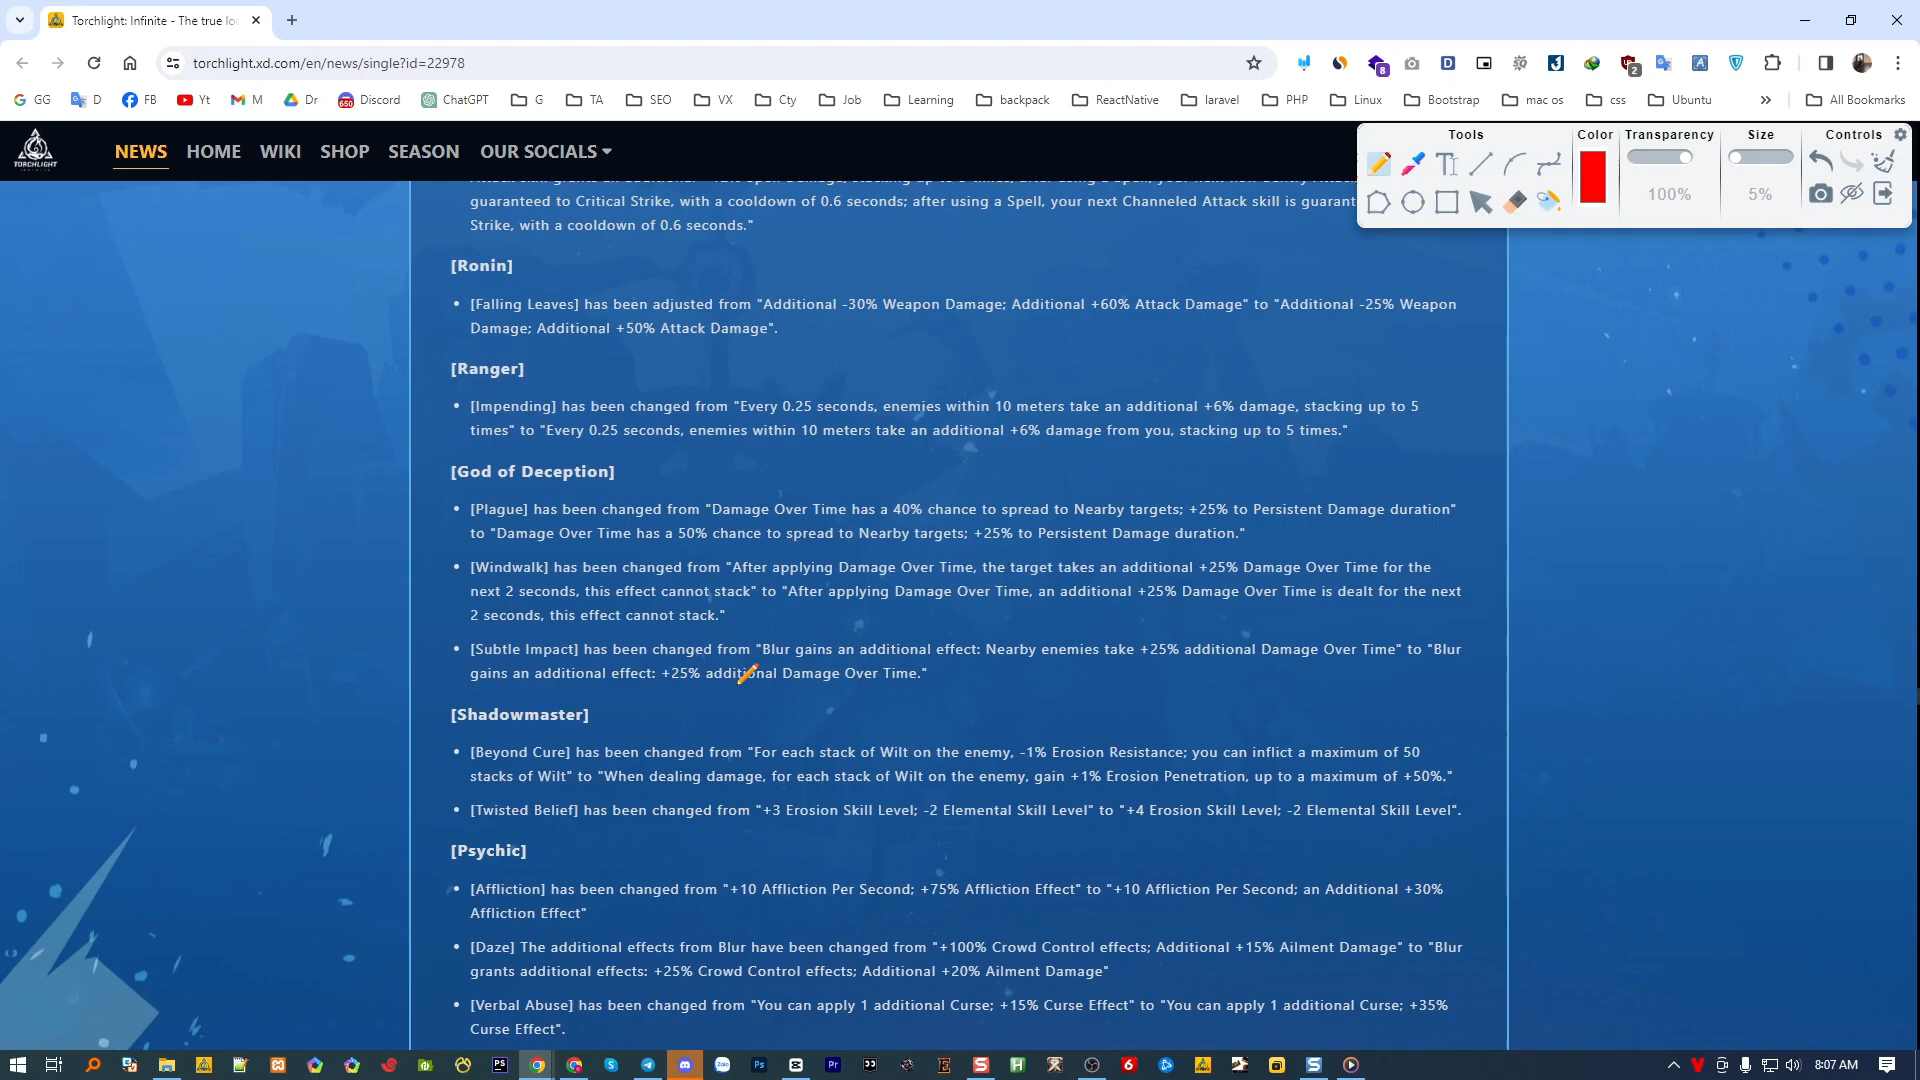 Torchlight: Infinite - The true lo
torchlight.xd.com/en/news/single?id=22978
8
2
GG
D
FB
Yt
M
Dr
Discord
ChatGPT
G
TA
SEO
VX
Cty
Job
Learning
backpack
ReactNative
laravel
PHP
Linux
Bootstrap
mac os
css
Ubuntu
All Bookmarks
TORCHLIGHT
NEWS
HOME
WIKI
SHOP
SEASON
OUR SOCIALS
Tools
Color
Transparency
Size
Controls
100%
5%
guaranteed to Critical Strike, with a cooldown of 0.6 seconds; after using a Spell, your next Channeled Attack skill is guarant
Strike, with a cooldown of 0.6 seconds."
[Ronin]
• [Falling Leaves] has been adjusted from "Additional -30% Weapon Damage; Additional +60% Attack Damage" to "Additional -25% Weapon
Damage; Additional +50% Attack Damage".
[Ranger]
• [Impending] has been changed from "Every 0.25 seconds, enemies within 10 meters take an additional +6% damage, stacking up to 5
times" to "Every 0.25 seconds, enemies within 10 meters take an additional +6% damage from you, stacking up to 5 times."
[God of Deception]
• [Plague] has been changed from "Damage Over Time has a 40% chance to spread to Nearby targets; +25% to Persistent Damage duration"
to "Damage Over Time has a 50% chance to spread to Nearby targets; +25% to Persistent Damage duration."
• [Windwalk] has been changed from "After applying Damage Over Time, the target takes an additional +25% Damage Over Time for the
next 2 seconds, this effect cannot stack" to "After applying Damage Over Time, an additional +25% Damage Over Time is dealt for the next
2 seconds, this effect cannot stack."
• [Subtle Impact] has been changed from "Blur gains an additional effect: Nearby enemies take +25% additional Damage Over Time" to "Blur
gains an additional effect: +25% additional Damage Over Time."
[Shadowmaster]
• [Beyond Cure] has been changed from "For each stack of Wilt on the enemy, -1% Erosion Resistance; you can inflict a maximum of 50
stacks of Wilt" to "When dealing damage, for each stack of Wilt on the enemy, gain +1% Erosion Penetration, up to a maximum of +50%."
• [Twisted Belief] has been changed from "+3 Erosion Skill Level; -2 Elemental Skill Level" to "+4 Erosion Skill Level; -2 Elemental Skill Level".
[Psychic]
• [Affliction] has been changed from "+10 Affliction Per Second; +75% Affliction Effect" to "+10 Affliction Per Second; an Additional +30%
Affliction Effect"
• [Daze] The additional effects from Blur have been changed from "+100% Crowd Control effects; Additional +15% Ailment Damage" to "Blur
grants additional effects: +25% Crowd Control effects; Additional +20% Ailment Damage"
• [Verbal Abuse] has been changed from "You can apply 1 additional Curse; +15% Curse Effect" to "You can apply 1 additional Curse; +35%
Curse Effect".
8:07 AM